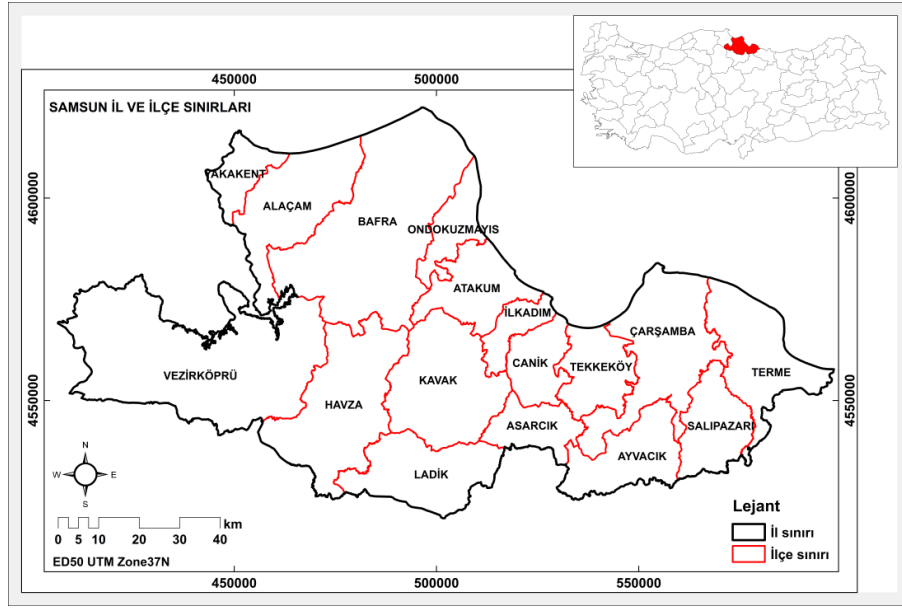 450000 500000
SAMSUN İL VE İLÇE SINIRLARI
4600000
4600000
AKAKENT
ALAÇAM
BAFRA
ONDOKUZMAYIS
ATAKUM
İLKADIM
ÇARŞAMBA
CANİK
TEKKEKÖY
TERME
VEZİRKÖPRÜ
KAVAK
HAVZA
4550000
4550000
ASARCIK
SALIPAZARI
AYVACIK
LADİK
N
W E
S
Lejant
İl sınırı
İlçe sınırı
km
0 5 10 20 30 40
ED50 UTM Zone37N
450000 500000 550000